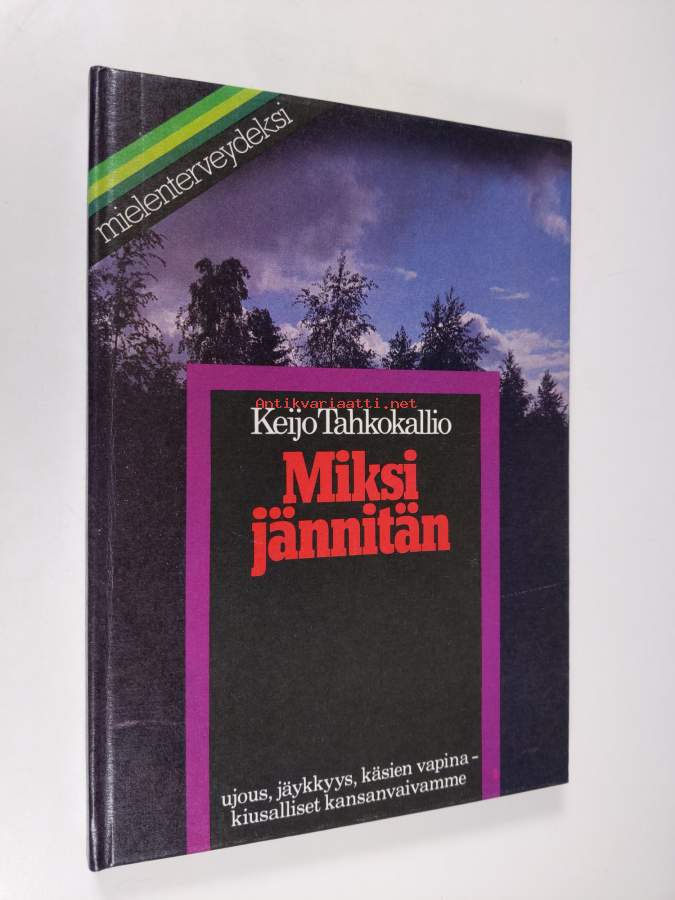 mielenterveydeksi
Antikvariaatti.net
Keijo Tahkokallio
Miksi
jännitän
ujous, jäykkyys, käsien vapina –
kiusalliset kansanvaivamme